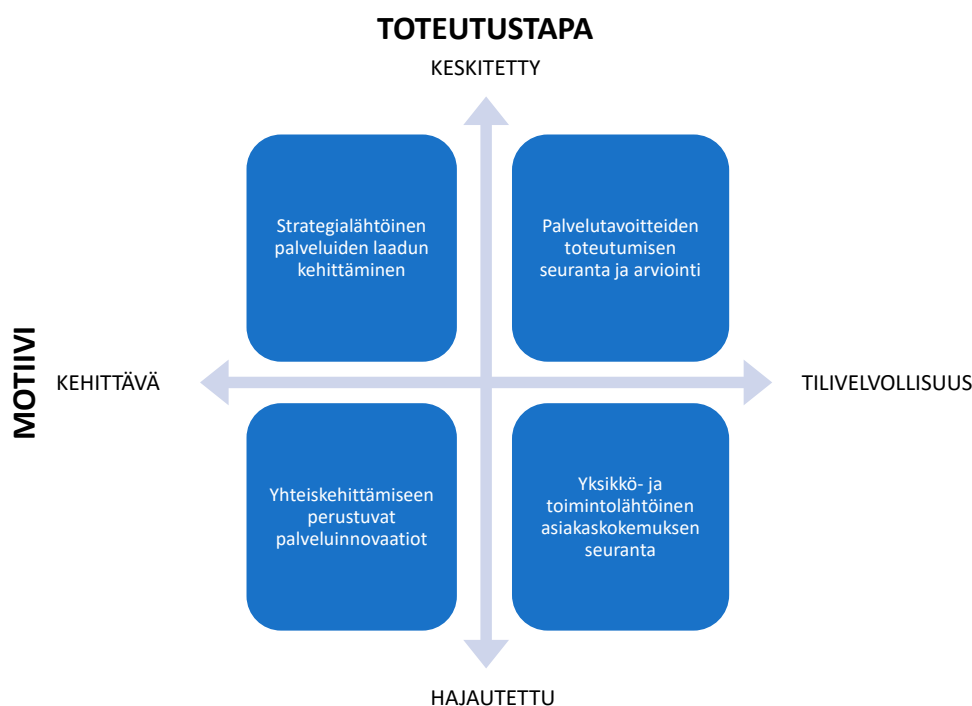 TOTEUTUSTAPA
KESKITETTY
Strategialähtöinen
palveluiden laadun
kehittäminen
Palvelutavoitteiden
toteutumisen
seuranta ja arviointi
MOTIIVI
KEHITTÄVÄ
TILIVELVOLLISUUS
Yhteiskehittämiseen
perustuvat
palveluinnovaatiot
Yksikkö- ja
toimintolähtöinen
asiakaskokemuksen
seuranta
HAJAUTETTU